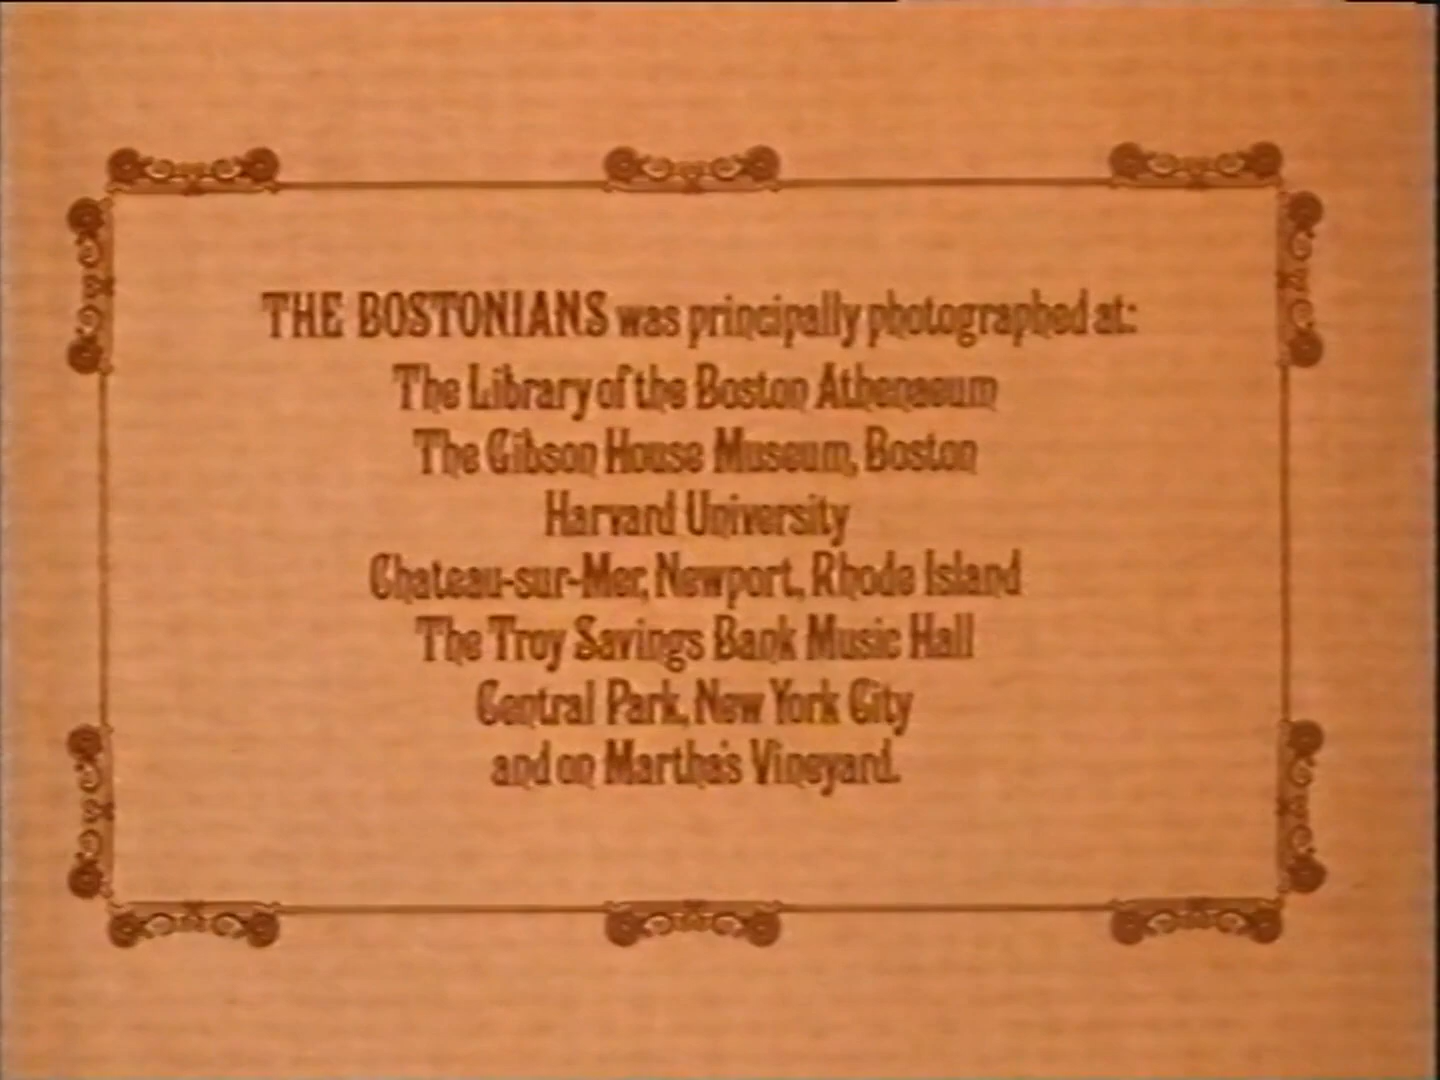 THE BOSTONIANS was principally photographed at:
The Library of the Boston Athenaeum
The Gibson House Museum, Boston
Harvard University
Chateau-sur-Mer, Newport, Rhode Island
The Troy Savings Bank Music Hall
Central Park, New York City
and on Martha's Vineyard.